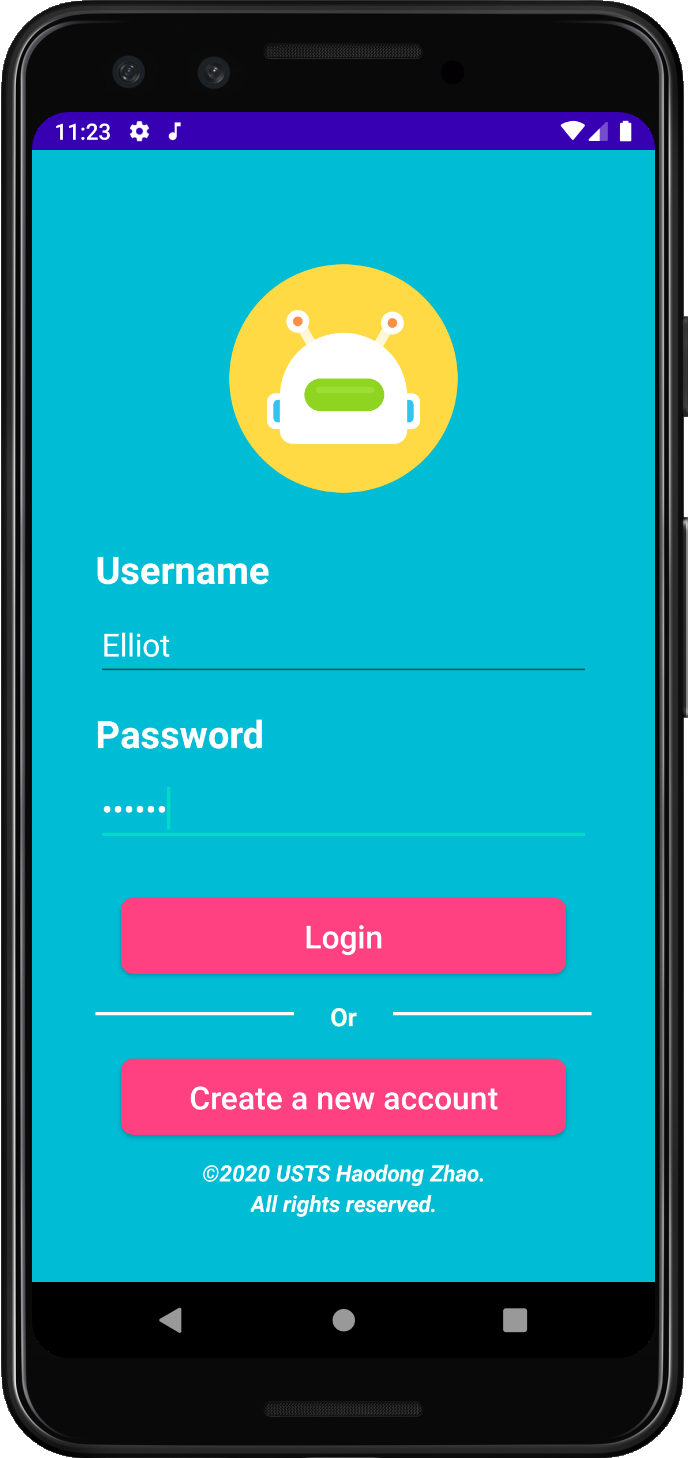 11:23
Username
Elliot
Password
••••••
Login
Or
Create a new account
©2020 USTS Haodong Zhao.
All rights reserved.